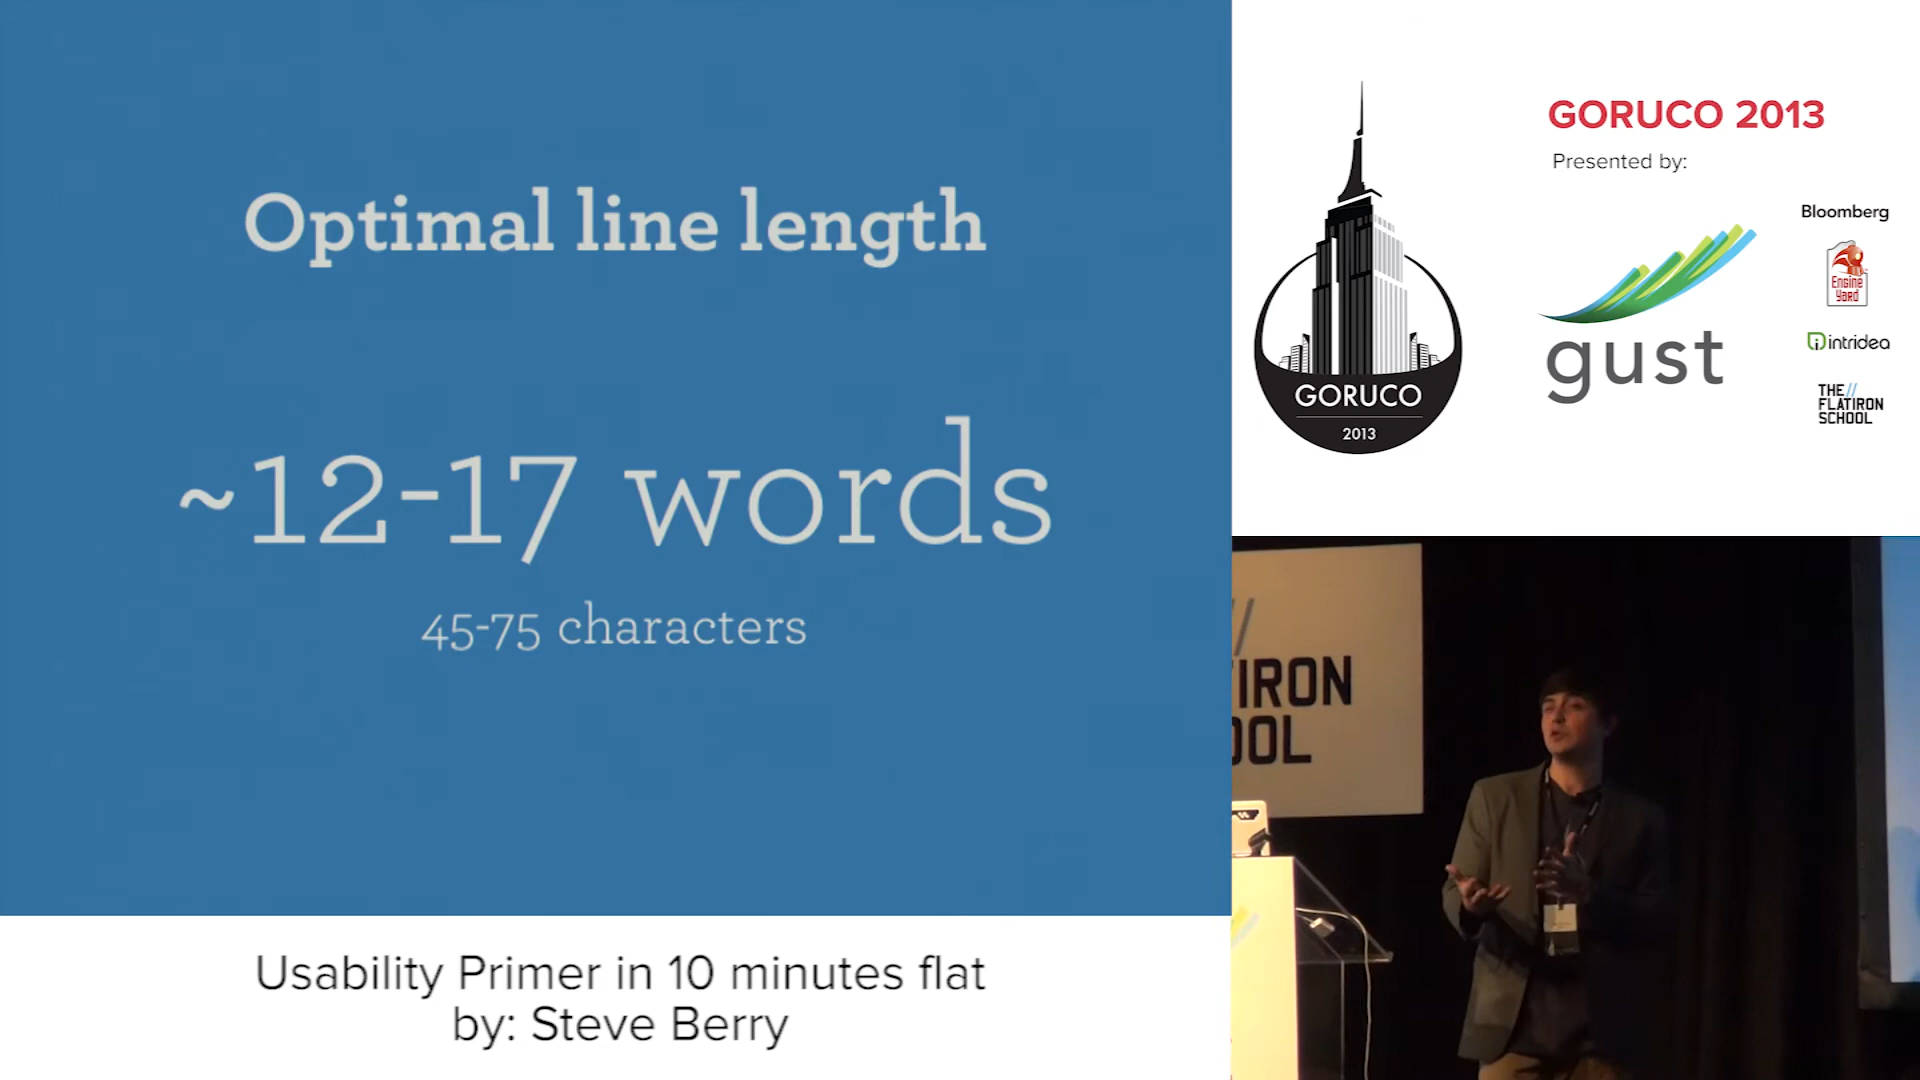 Optimal line length
~12-17 words
45-75 characters
Usability Primer in 10 minutes flat
by: Steve Berry
GORUCO 2013
Presented by:
Bloomberg
Engine
Yard
intridea
gust
THE//
FLATIRON
SCHOOL
GORUCO
2013
//
IRON
OOL